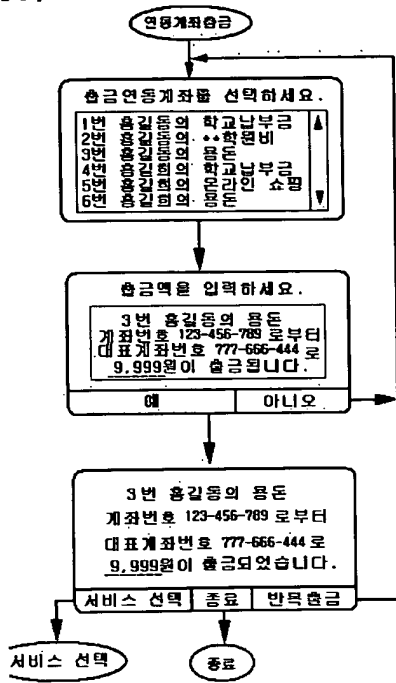 연동계좌출금
출금연동계좌를 선택하세요.
1번 홍길동의 학교납부금
2번 홍길동의 **학원비
3번 홍길동의 용돈
4번 홍길희의 학교납부금
5번 홍길희의 온라인 쇼핑
6번 홍길희의 용돈
출금액을 입력하세요.
3번 홍길동의 용돈
계좌번호 123-456-789 로부터
대표계좌번호 777-666-444 로
9,999원이 출금됩니다.
예 아니오
3번 홍길동의 용돈
계좌번호 123-456-789 로부터
대표계좌번호 777-666-444 로
9,999원이 출금되었습니다.
서비스 선택 종료 반복출금
서비스 선택 종료